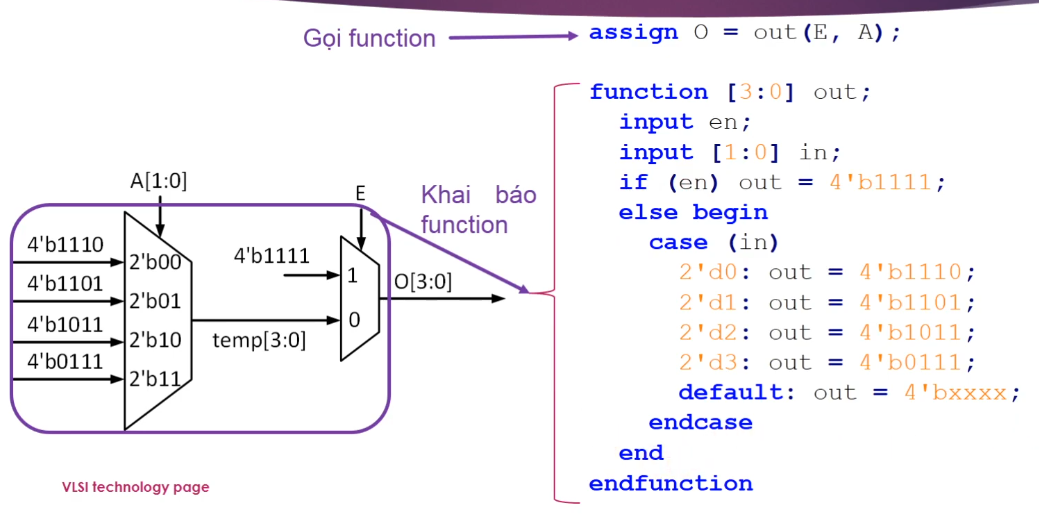 Gọi function
assign O = out(E, A);
function [3:0] out;
input en;
input [1:0] in;
if (en) out = 4'b1111;
else begin
case (in)
2'd0: out = 4'b1110;
2'd1: out = 4'b1101;
2'd2: out = 4'b1011;
2'd3: out = 4'b0111;
default: out = 4'bxxxx;
endcase
end
endfunction
Khai báo
function
A[1:0]
E
4'b1110
4'b1101
4'b1011
4'b0111
2'b00
2'b01
2'b10
2'b11
4'b1111
1
0
temp[3:0]
O[3:0]
VLSI technology page